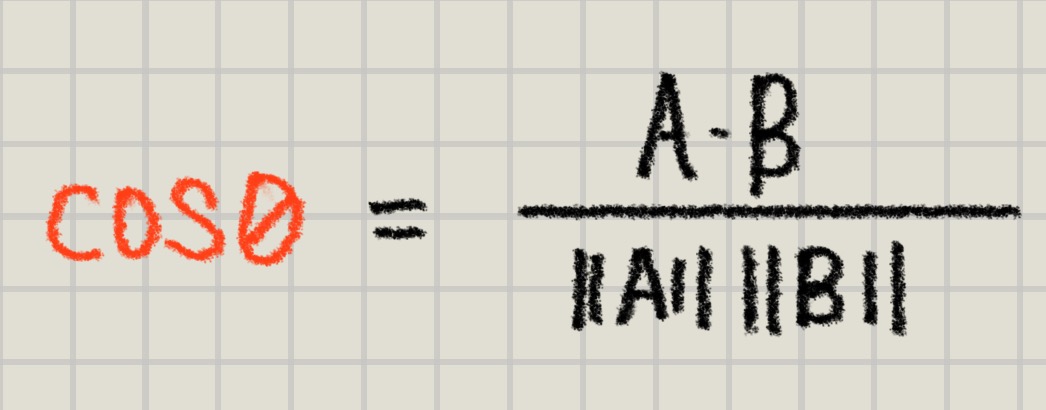 cosθ = A·B / ‖A‖ ‖B‖